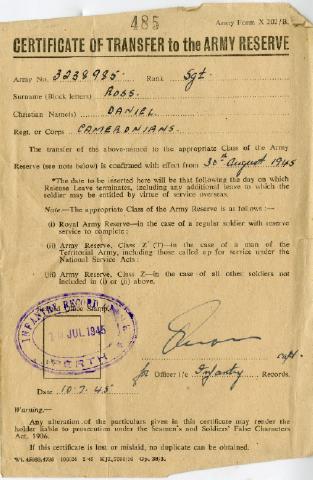 485
Army Form X 202/B.
CERTIFICATE OF TRANSFER to the ARMY RESERVE
Army No. 3238985. Rank Sgt.
Surname (Block letters) ROSS.
Christian Name(s) DANIEL
Regt. or Corps CAMERONIANS.
The transfer of the above-named to the appropriate Class of the Army
Reserve (see note below) is confirmed with effect from 30th August 1945
*The date to be inserted here will be that following the day on which
Release Leave terminates, including any additional leave to which the
soldier may be entitled by virtue of service overseas.
Note.—The appropriate Class of the Army Reserve is as follows:—
(i) Royal Army Reserve—in the case of a regular soldier with reserve
service to complete:
(ii) Army Reserve, Class Z (T)—in the case of a man of the
Territorial Army, including those called up for service under the
National Service Acts:
(iii) Army Reserve, Class Z—in the case of all other soldiers not
included in (i) or (ii) above.
Office Stamp.
INFANTRY RECORD
JUL 1945
PERTH
capt.
for Officer i/c Infantry Records.
Date 10.7.45
Warning.—
Any alteration of the particulars given in this certificate may render the
holder liable to prosecution under the Seamen's and Soldiers' False Characters
Act, 1906.
If this certificate is lost or mislaid, no duplicate can be obtained.